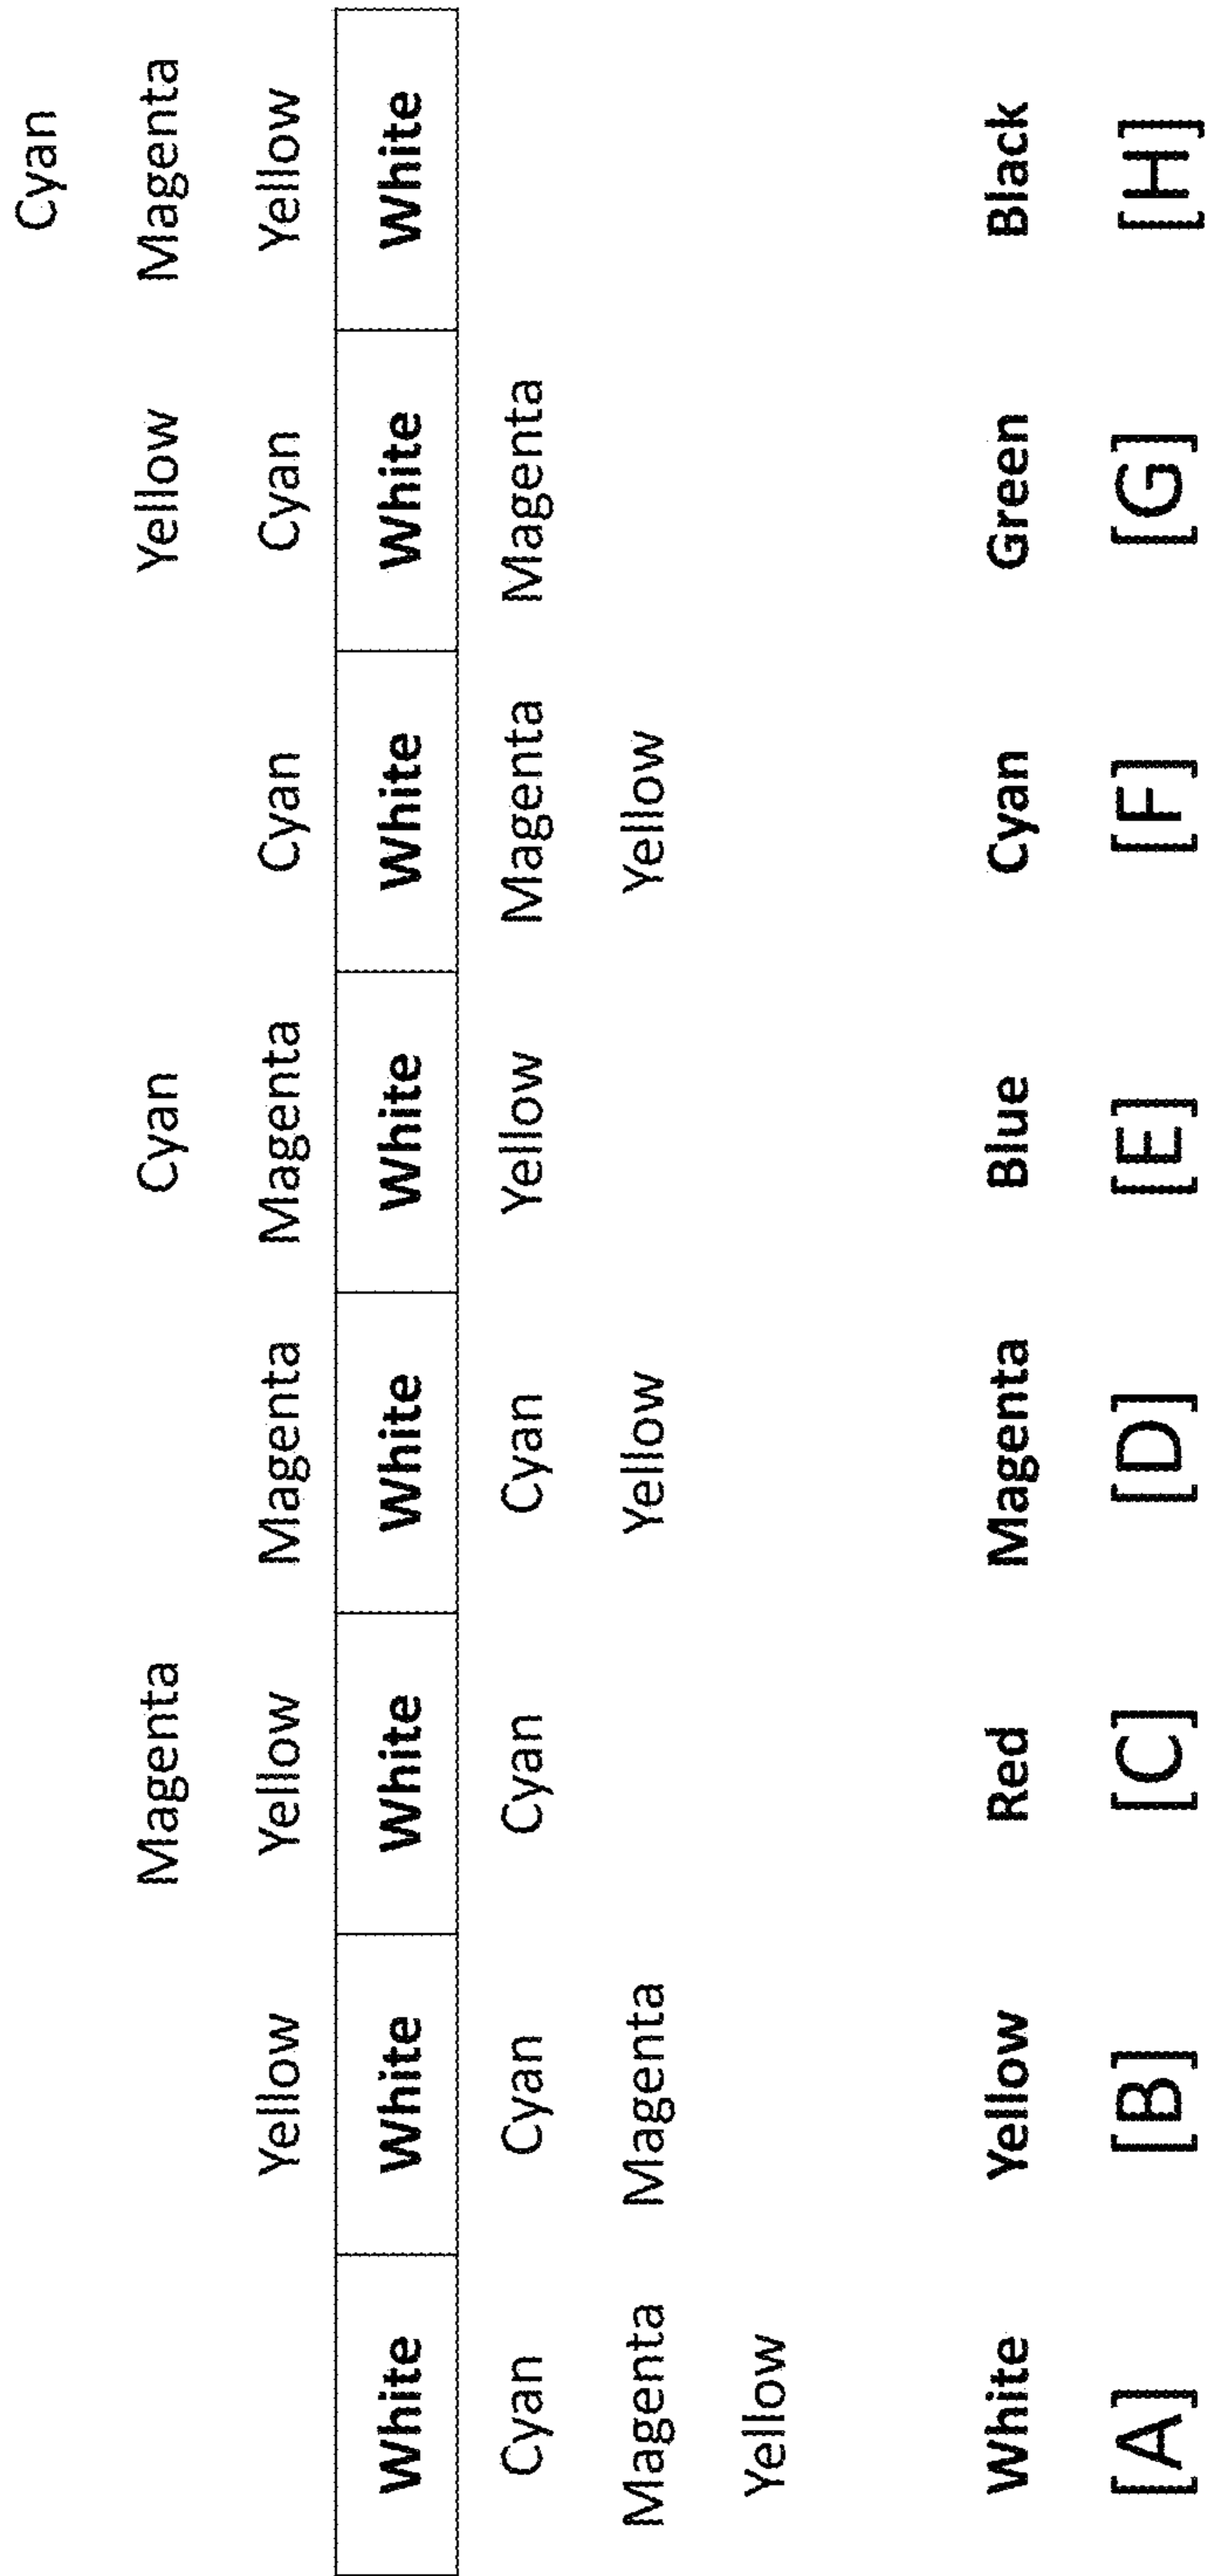 Cyan
Magenta Cyan Yellow Magenta
Yellow Yellow Magenta Magenta Cyan Cyan Yellow
White White White White White White White White
Cyan Cyan Cyan Cyan Yellow Magenta Magenta
Magenta Magenta Yellow Yellow
Yellow
White Yellow Red Magenta Blue Cyan Green Black
[A] [B] [C] [D] [E] [F] [G] [H]